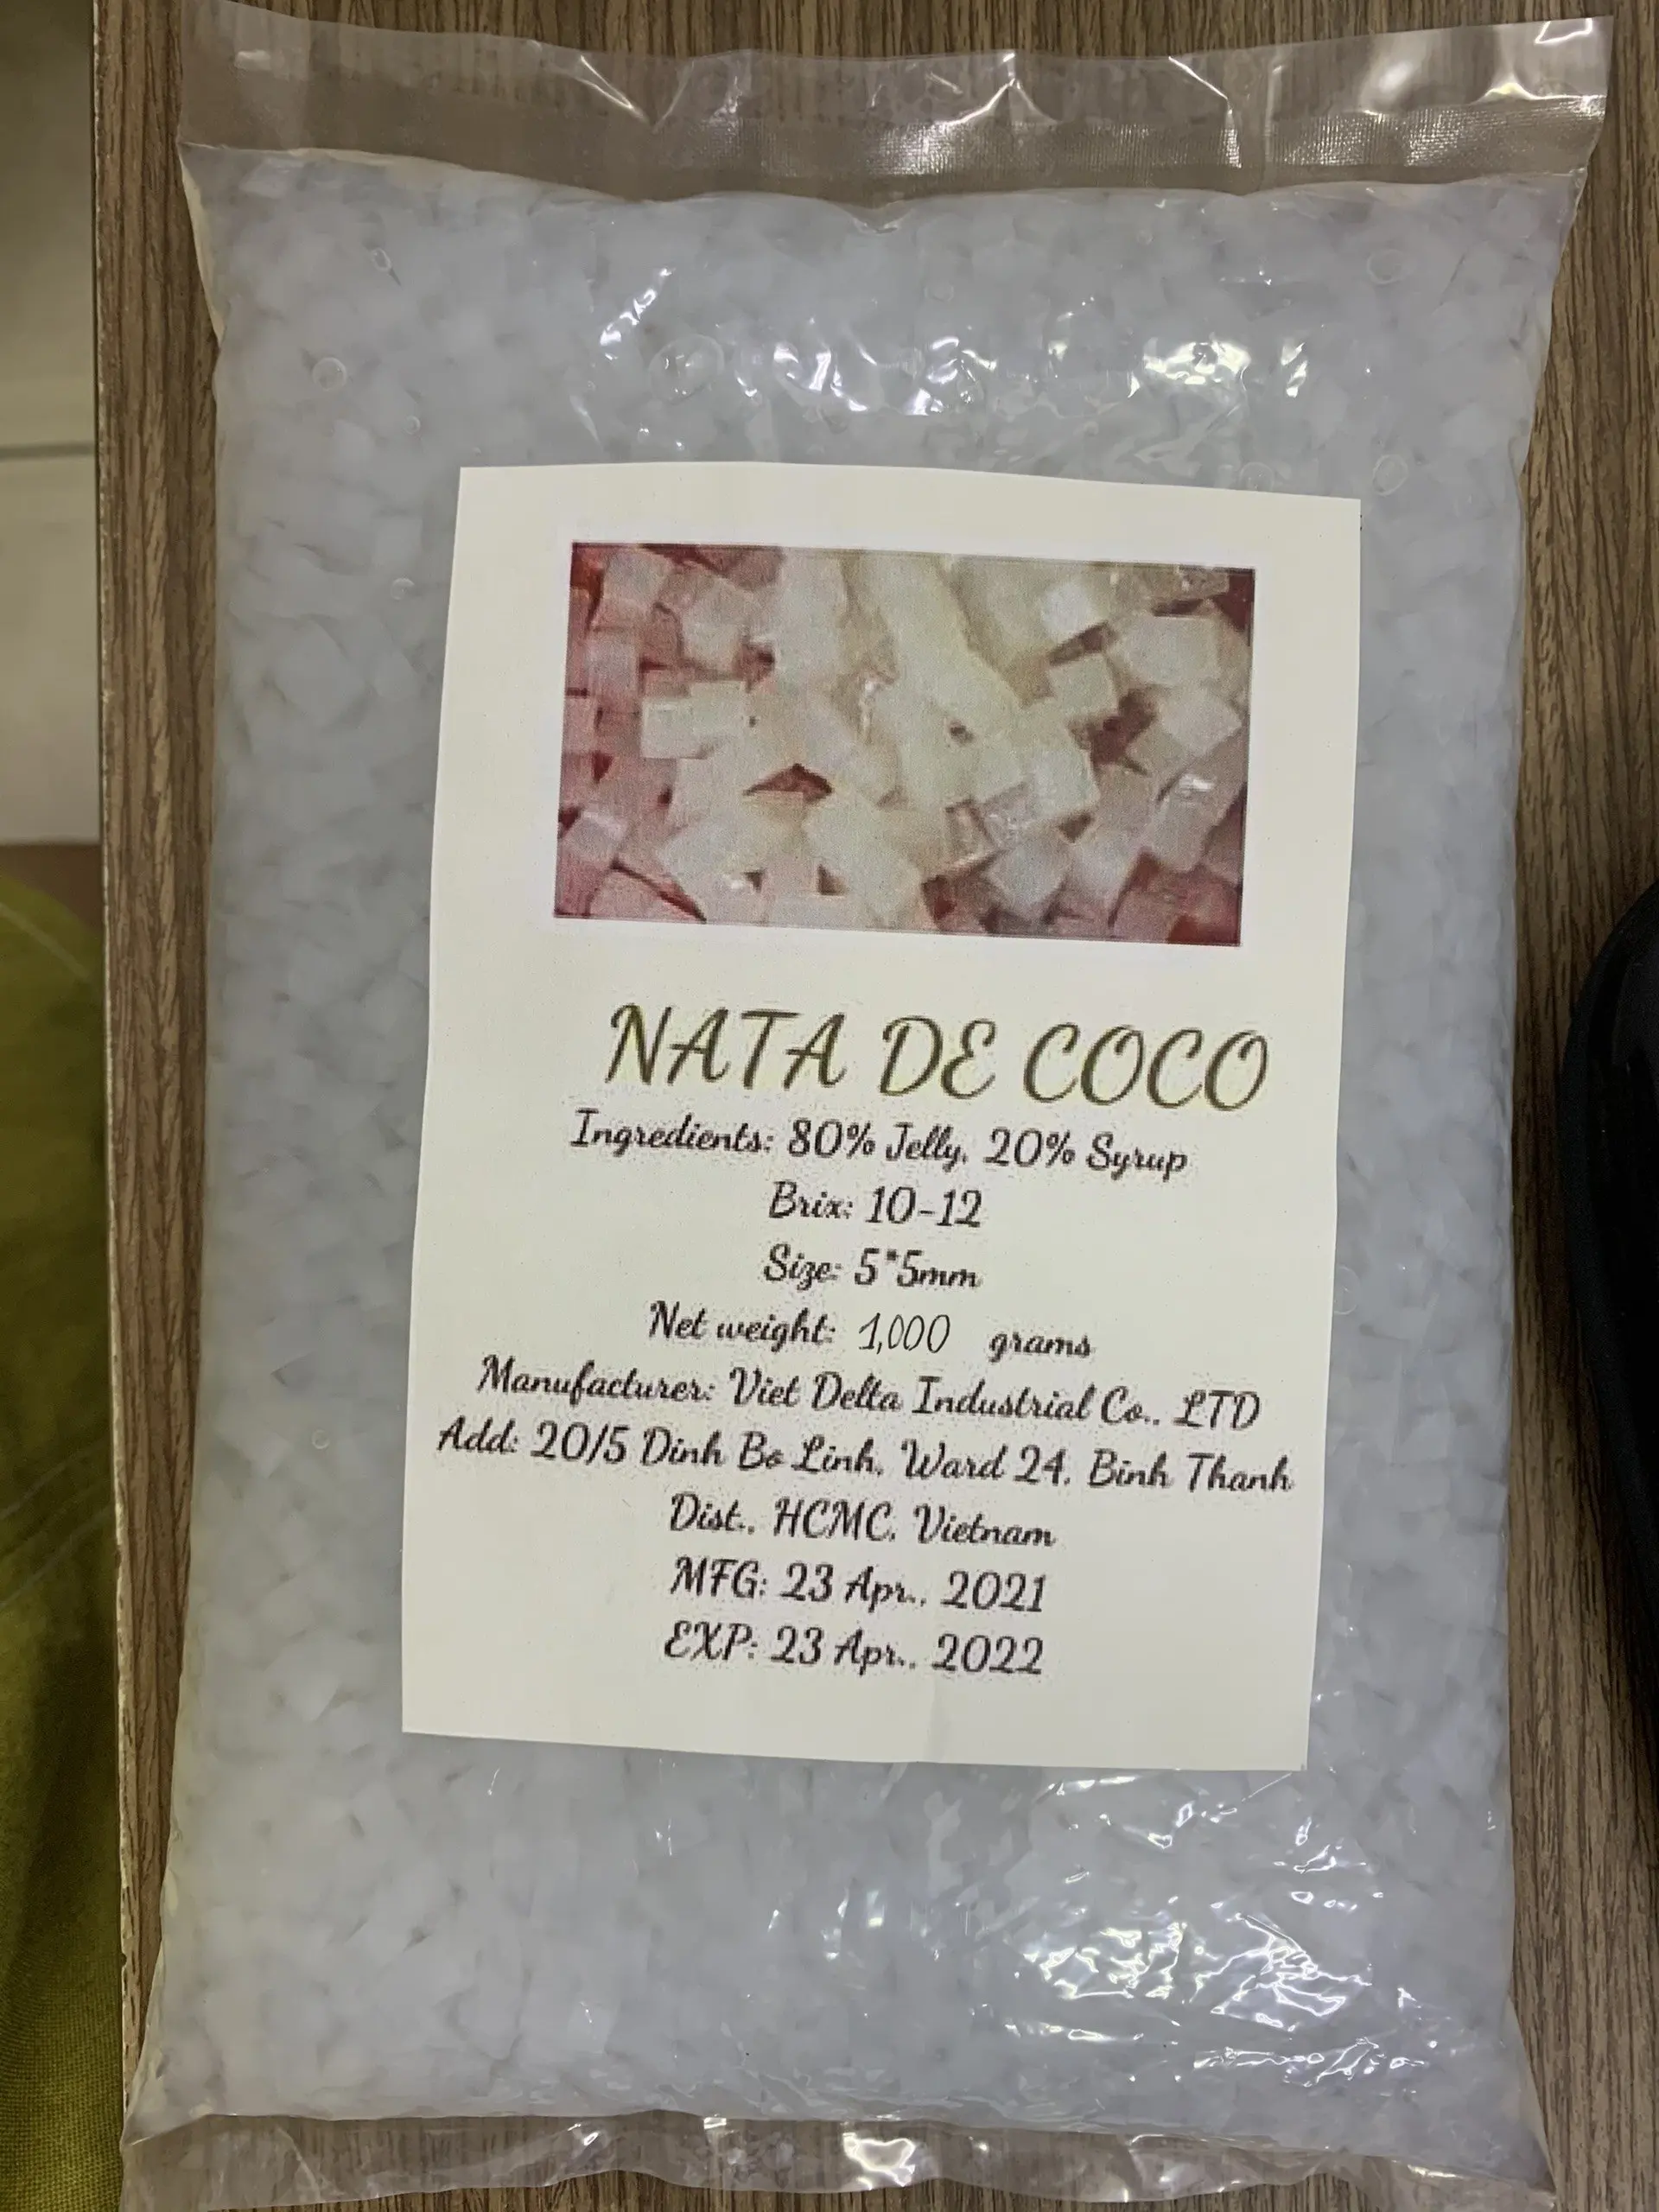 NATA DE COCO
Ingredients: 80% Jelly, 20% Syrup
Brix: 10-12
Size: 5*5mm
Net weight: 1,000 grams
Manufacturer: Viet Delta Industrial Co., LTD
Add: 20/5 Dinh Bo Linh, Ward 24, Binh Thanh
Dist., HCMC, Vietnam
MFG: 23 Apr., 2021
EXP: 23 Apr., 2022